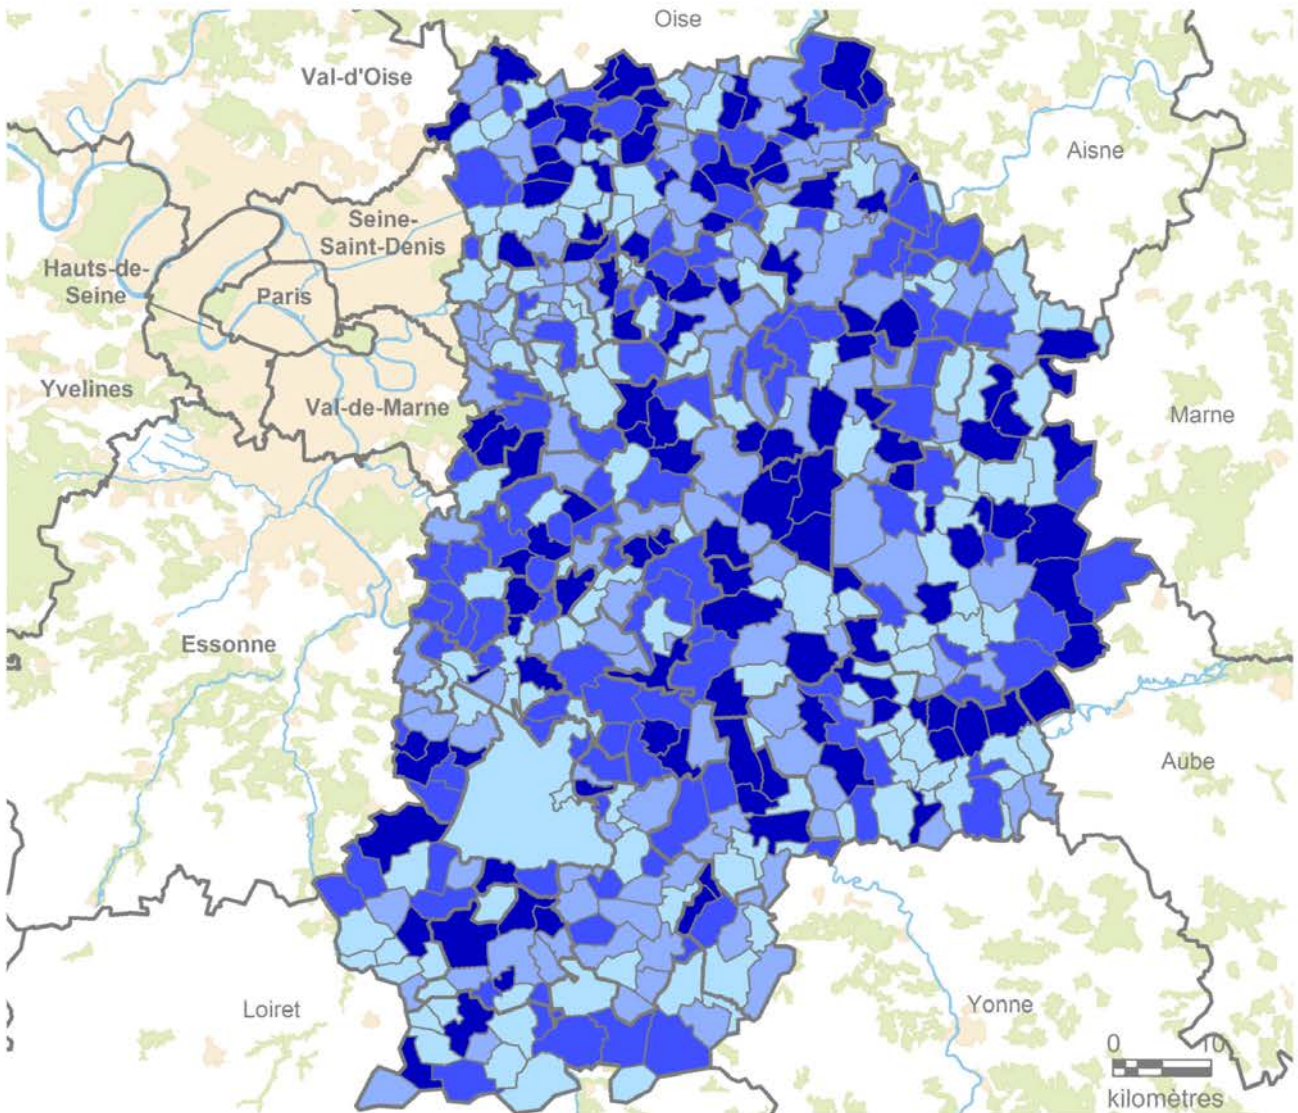 Oise
Val-d'Oise
Aisne
Seine-
Saint-Denis
Hauts-de-
Seine
Paris
Yvelines
Val-de-Marne
Marne
Essonne
Aube
Loiret
Yonne
0 10
kilomètres